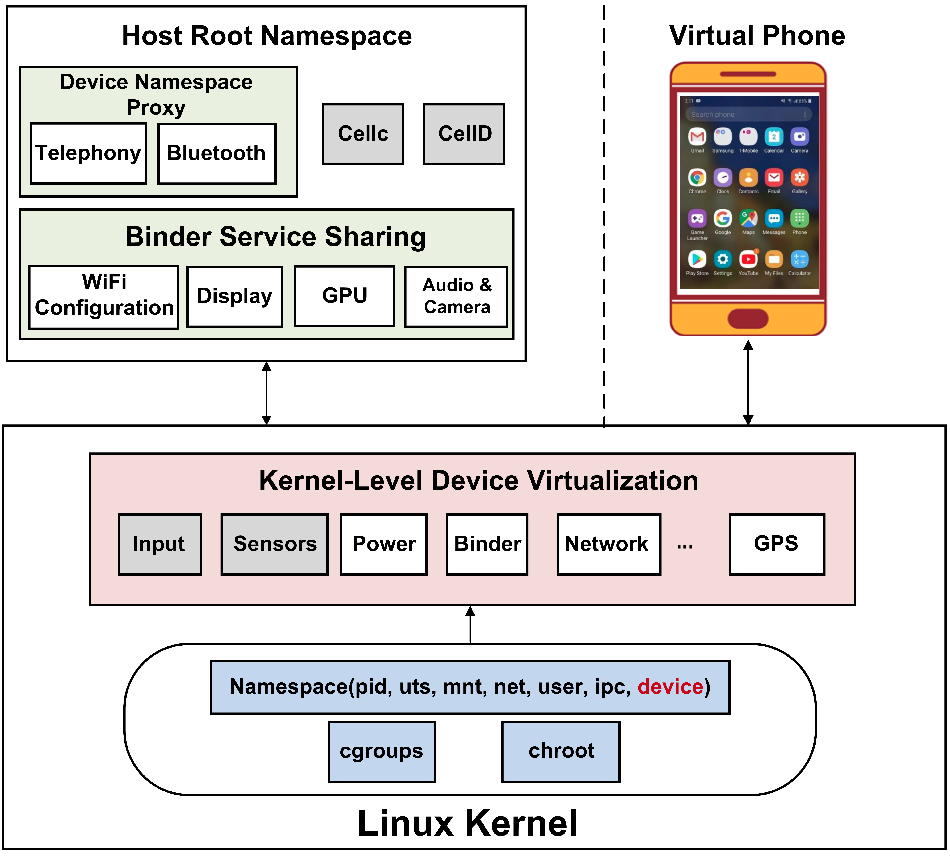 Host Root Namespace
Device Namespace
Proxy
Telephony
Bluetooth
Cellc
CellD
Binder Service Sharing
WiFi
Configuration
Display
GPU
Audio &
Camera
Virtual Phone
Search phone
Gmail
Samsung
T-Mobile
Calendar
Camera
Chrome
Clock
Contacts
Email
Gallery
Game
Launcher
Google
Maps
Messages
Phone
Play Store
Settings
YouTube
My Files
Calculator
Kernel-Level Device Virtualization
Input
Sensors
Power
Binder
Network
...
GPS
Namespace(pid, uts, mnt, net, user, ipc, device)
cgroups
chroot
Linux Kernel